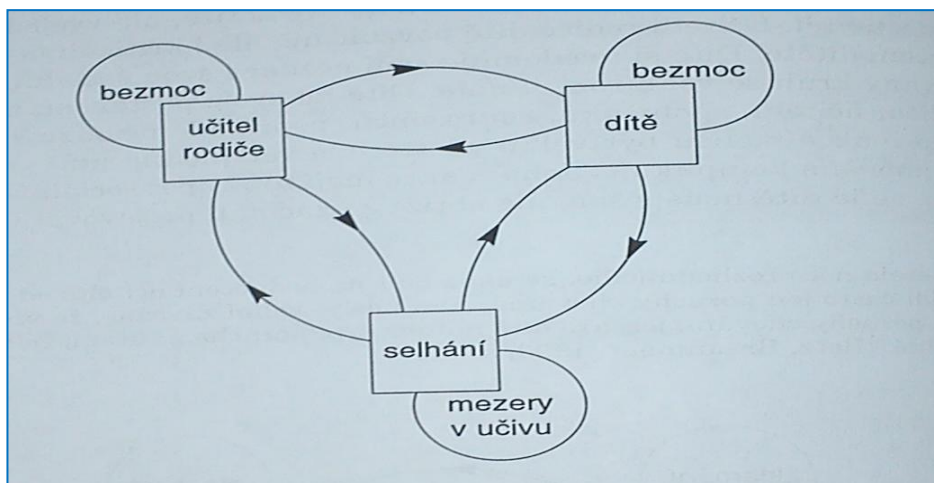 bezmoc
učitel
rodiče
bezmoc
dítě
selhání
mezery
v učivu